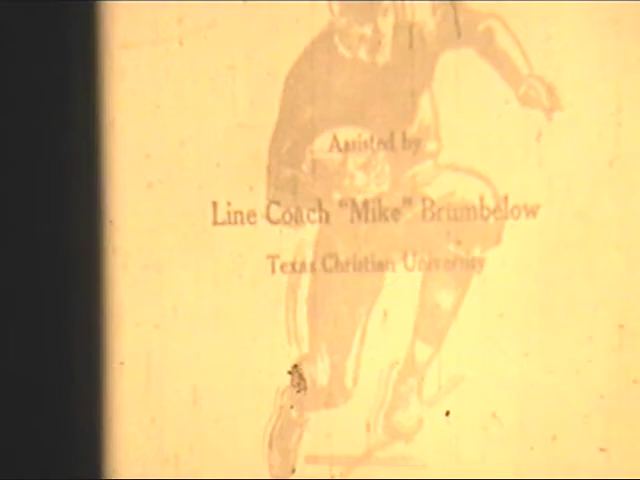 Assisted by
Line Coach "Mike" Brumbelow
Texas Christian University